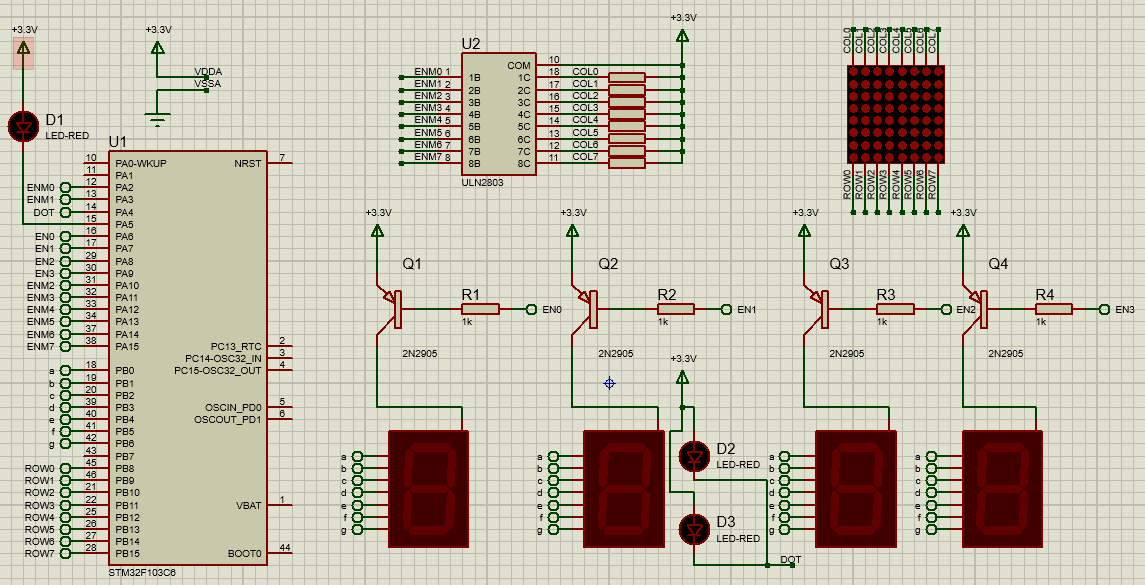 +3.3V
+3.3V
VDDA
VSSA
D1
LED-RED
U1
10 PA0-WKUP NRST 7
11 PA1
ENM0 12 PA2
ENM1 13 PA3
DOT 14 PA4
15 PA5
EN0 16 PA6
EN1 17 PA7
EN2 29 PA8
EN3 30 PA9
ENM2 31 PA10
ENM3 32 PA11
ENM4 33 PA12
ENM5 34 PA13
ENM6 37 PA14
ENM7 38 PA15
PC13_RTC 2
PC14-OSC32_IN 3
PC15-OSC32_OUT 4
a 18 PB0
b 19 PB1
c 20 PB2
d 39 PB3 OSCIN_PD0 5
e 40 PB4 OSCOUT_PD1 6
f 41 PB5
g 42 PB6
43 PB7
ROW0 45 PB8
ROW1 46 PB9
ROW2 21 PB10
ROW3 22 PB11 VBAT 1
ROW4 25 PB12
ROW5 26 PB13
ROW6 27 PB14
ROW7 28 PB15 BOOT0 44
STM32F103C6
+3.3V
U2
COM 10
ENM0 1 1B 1C 18 COL0
ENM1 2 2B 2C 17 COL1
ENM2 3 3B 3C 16 COL2
ENM3 4 4B 4C 15 COL3
ENM4 5 5B 5C 14 COL4
ENM5 6 6B 6C 13 COL5
ENM6 7 7B 7C 12 COL6
ENM7 8 8B 8C 11 COL7
ULN2803
COL0
ROW0
ROW1
ROW2
ROW3
ROW4
ROW5
ROW6
ROW7
+3.3V
Q1
R1
1k
EN0
2N2905
+3.3V
Q2
R2
1k
EN1
2N2905
+3.3V
Q3
R3
1k
EN2
2N2905
+3.3V
Q4
R4
1k
EN3
2N2905
+3.3V
D2
LED-RED
D3
LED-RED
DOT
a
b
c
d
e
f
g
a
b
c
d
e
f
g
a
b
c
d
e
f
g
a
b
c
d
e
f
g